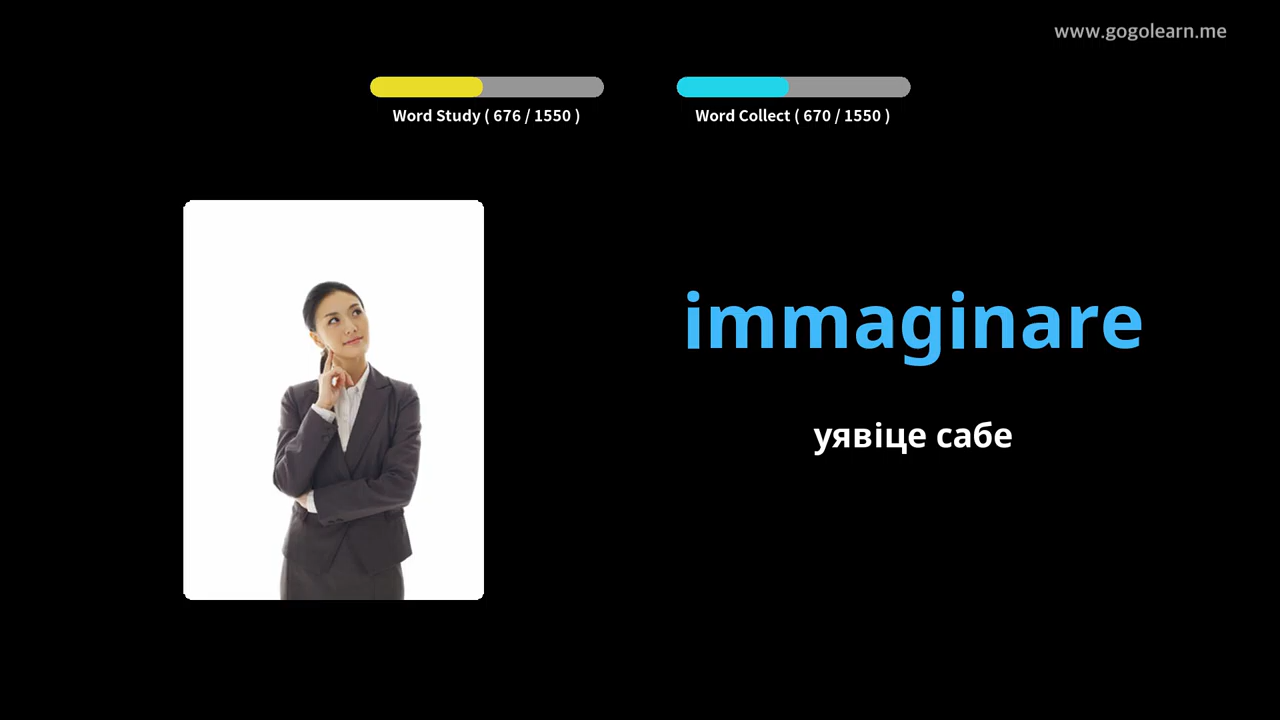 www.gogolearn.me
Word Study ( 676 / 1550 )
Word Collect ( 670 / 1550 )
immaginare
уявіце сабе